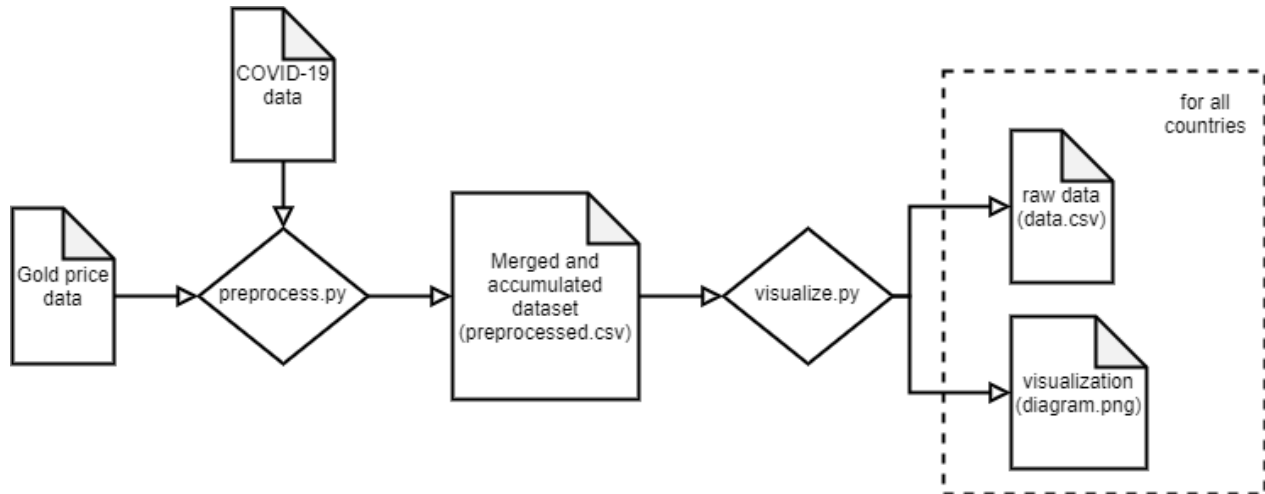 COVID-19
data
Gold price
data
preprocess.py
Merged and
accumulated
dataset
(preprocessed.csv)
visualize.py
for all
countries
raw data
(data.csv)
visualization
(diagram.png)